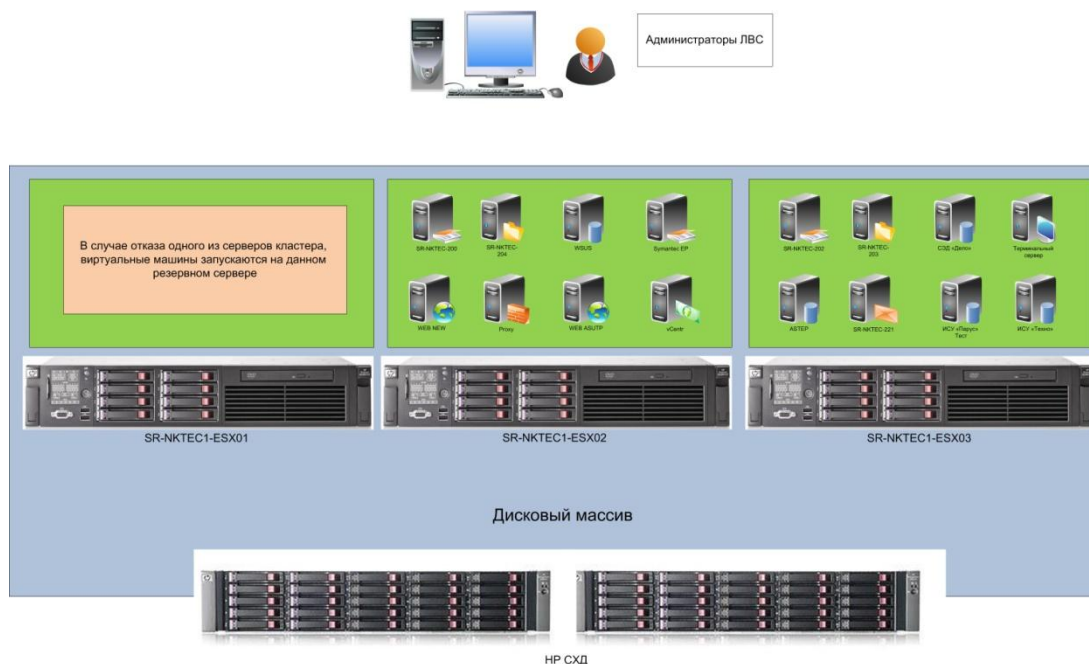 Администраторы ЛВС
В случае отказа одного из серверов кластера,
виртуальные машины запускаются на данном
резервном сервере
SR-NKTEC-200
SR-NKTEC-
204
WSUS
Symantec EP
WEB NEW
Proxy
WEB ASUTP
vCentr
SR-NKTEC-202
SR-NKTEC-
203
СЭД «Дело»
Терминальный
сервер
ASTEP
SR-NKTEC-221
ИСУ «Парус»
Тест
ИСУ «Техно»
SR-NKTEC1-ESX01
SR-NKTEC1-ESX02
SR-NKTEC1-ESX03
Дисковый массив
HP СХД